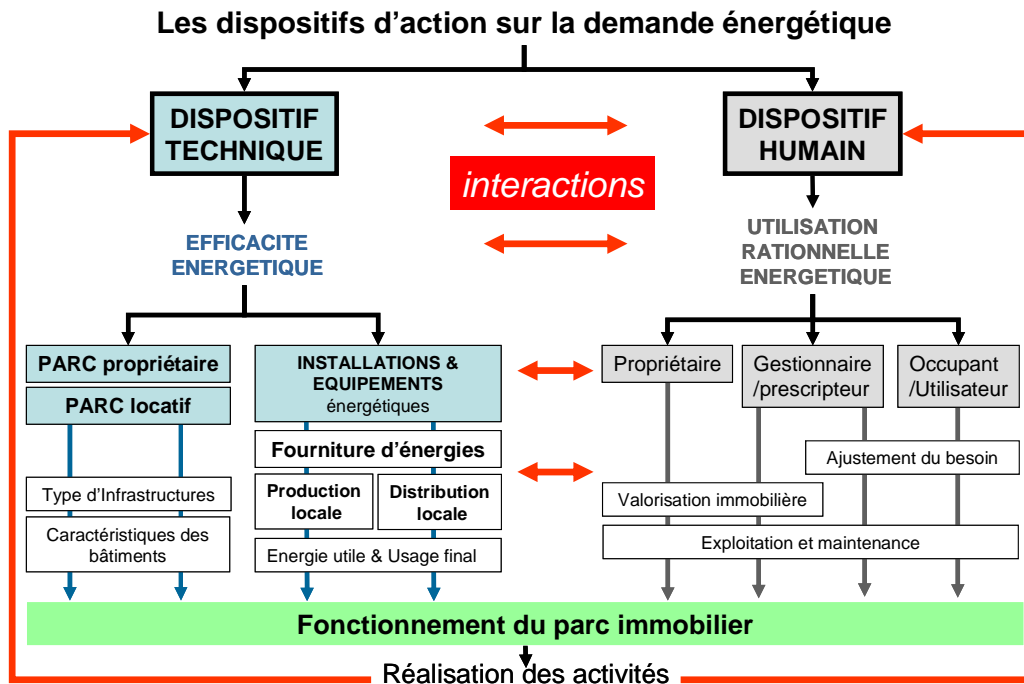 Les dispositifs d'action sur la demande énergétique
DISPOSITIF
TECHNIQUE
DISPOSITIF
HUMAIN
interactions
EFFICACITE
ENERGETIQUE
UTILISATION
RATIONNELLE
ENERGETIQUE
PARC propriétaire
PARC locatif
INSTALLATIONS &
EQUIPEMENTS
énergétiques
Propriétaire
Gestionnaire
/prescripteur
Occupant
/Utilisateur
Fourniture d'énergies
Production
locale
Distribution
locale
Ajustement du besoin
Type d'Infrastructures
Valorisation immobilière
Caractéristiques des
bâtiments
Energie utile & Usage final
Exploitation et maintenance
Fonctionnement du parc immobilier
Réalisation des activités